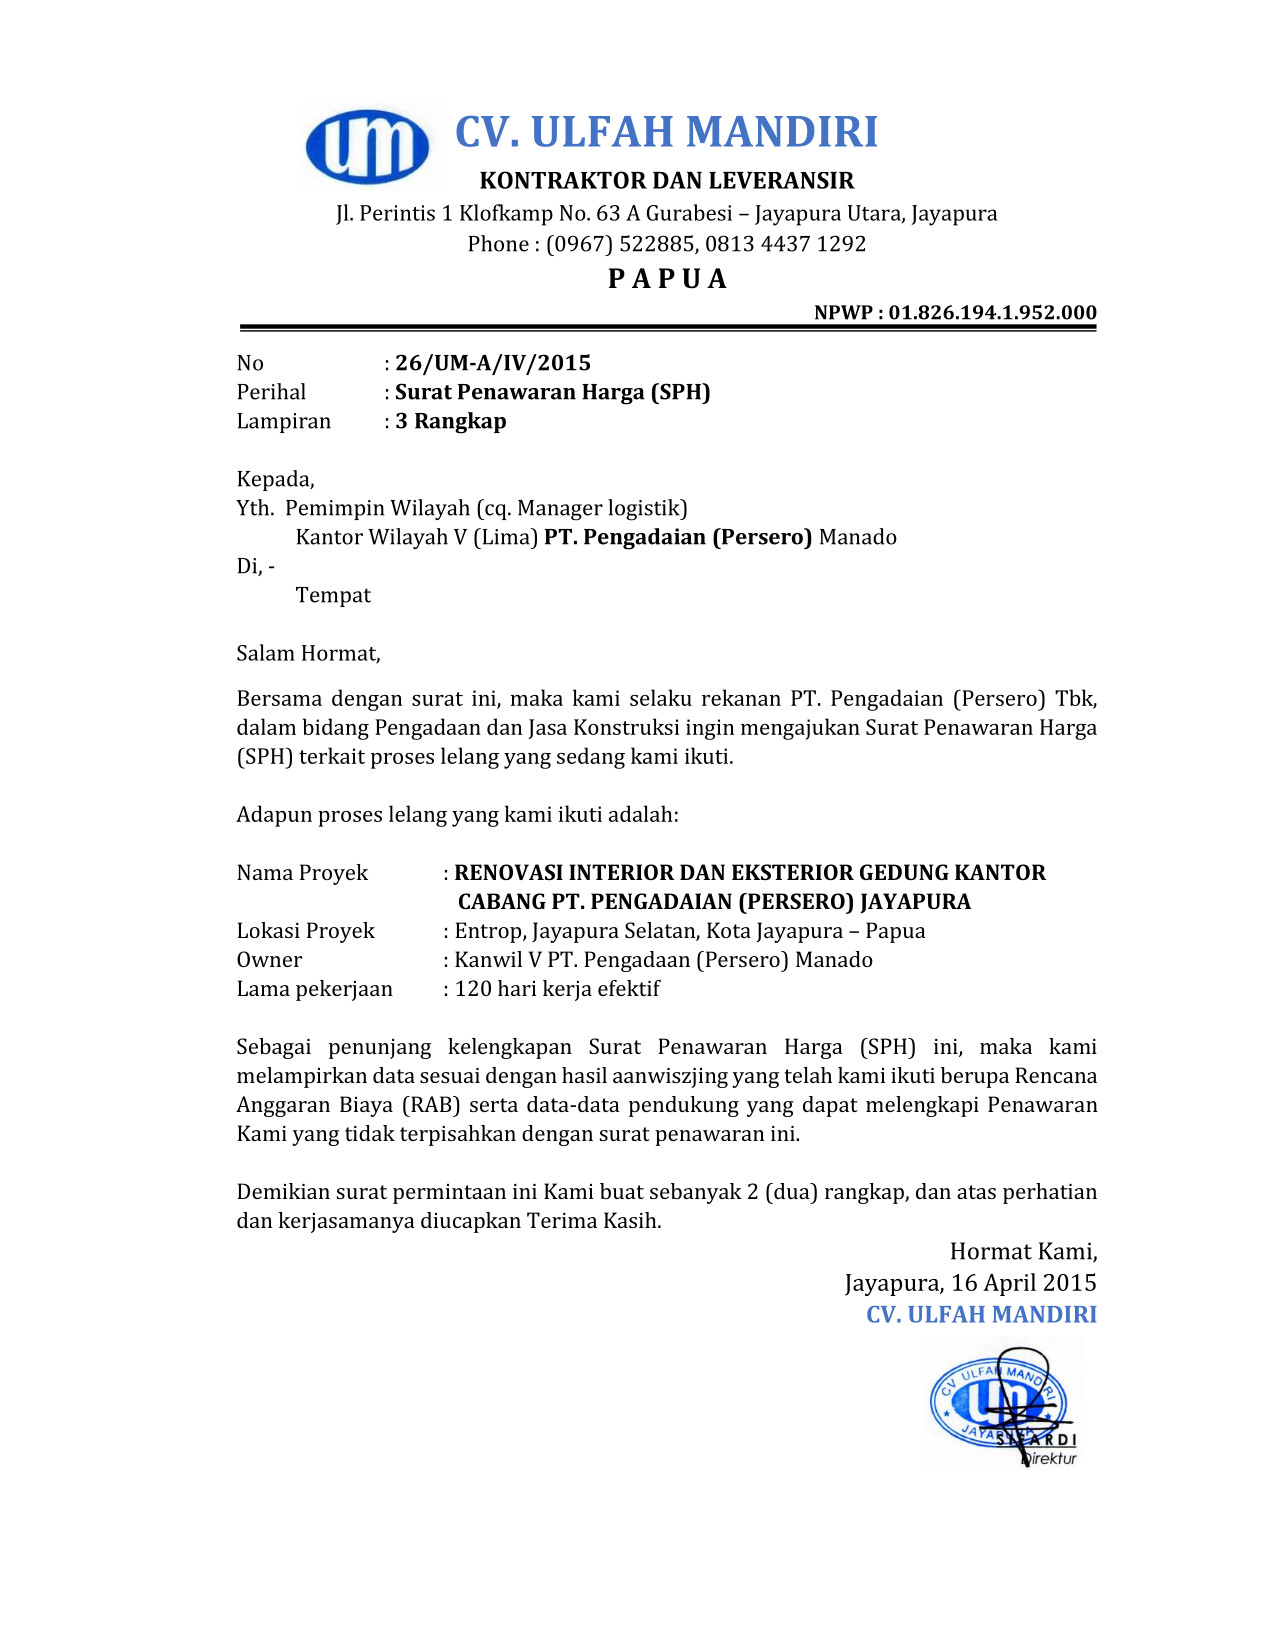 um
CV. ULFAH MANDIRI
KONTRAKTOR DAN LEVERANSIR
Jl. Perintis 1 Klofkamp No. 63 A Gurabesi – Jayapura Utara, Jayapura
Phone : (0967) 522885, 0813 4437 1292
P A P U A
NPWP : 01.826.194.1.952.000
No : 26/UM-A/IV/2015
Perihal : Surat Penawaran Harga (SPH)
Lampiran : 3 Rangkap
Kepada,
Yth. Pemimpin Wilayah (cq. Manager logistik)
Kantor Wilayah V (Lima) PT. Pengadaian (Persero) Manado
Di, -
Tempat
Salam Hormat,
Bersama dengan surat ini, maka kami selaku rekanan PT. Pengadaian (Persero) Tbk,
dalam bidang Pengadaan dan Jasa Konstruksi ingin mengajukan Surat Penawaran Harga
(SPH) terkait proses lelang yang sedang kami ikuti.
Adapun proses lelang yang kami ikuti adalah:
Nama Proyek : RENOVASI INTERIOR DAN EKSTERIOR GEDUNG KANTOR
CABANG PT. PENGADAIAN (PERSERO) JAYAPURA
Lokasi Proyek : Entrop, Jayapura Selatan, Kota Jayapura – Papua
Owner : Kanwil V PT. Pengadaan (Persero) Manado
Lama pekerjaan : 120 hari kerja efektif
Sebagai penunjang kelengkapan Surat Penawaran Harga (SPH) ini, maka kami
melampirkan data sesuai dengan hasil aanwiszjing yang telah kami ikuti berupa Rencana
Anggaran Biaya (RAB) serta data-data pendukung yang dapat melengkapi Penawaran
Kami yang tidak terpisahkan dengan surat penawaran ini.
Demikian surat permintaan ini Kami buat sebanyak 2 (dua) rangkap, dan atas perhatian
dan kerjasamanya diucapkan Terima Kasih.
Hormat Kami,
Jayapura, 16 April 2015
CV. ULFAH MANDIRI
CV. ULFAH MANDIRI
um
JAYAPURA
SIFARDI
Direktur